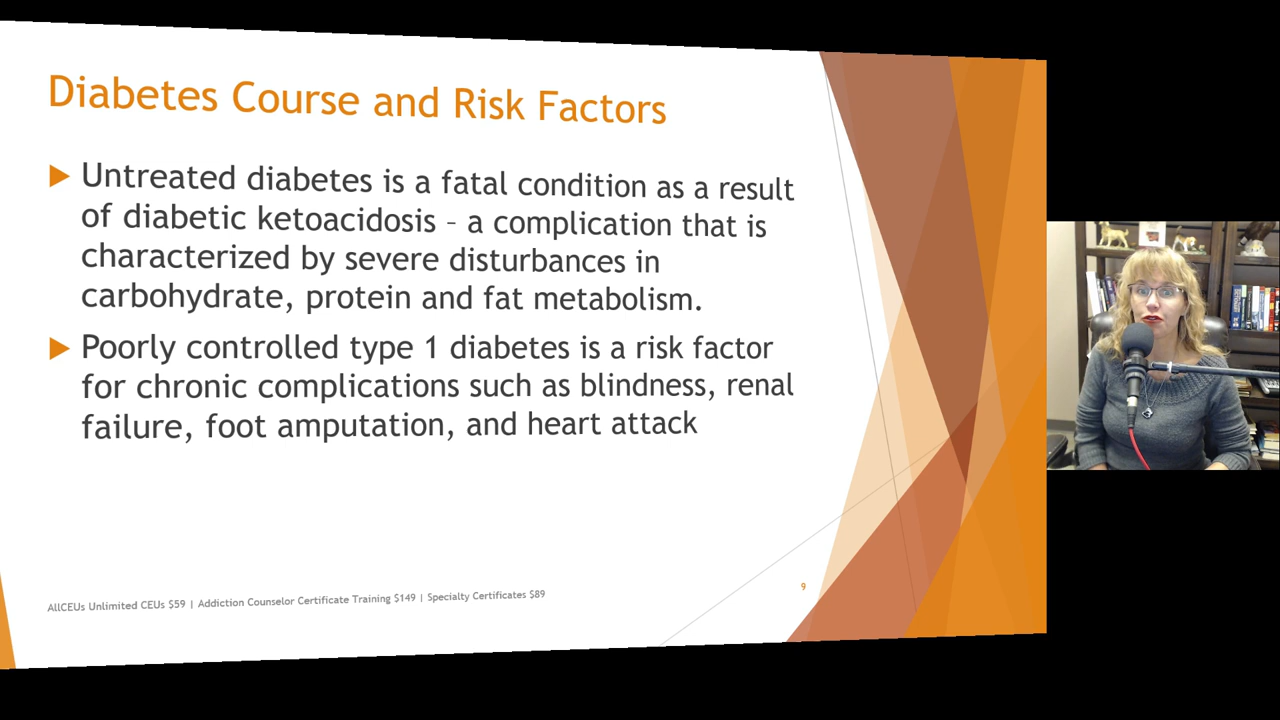 Diabetes Course and Risk Factors
Untreated diabetes is a fatal condition as a result
of diabetic ketoacidosis – a complication that is
characterized by severe disturbances in
carbohydrate, protein and fat metabolism.
Poorly controlled type 1 diabetes is a risk factor
for chronic complications such as blindness, renal
failure, foot amputation, and heart attack
AllCEUs Unlimited CEUs $59 | Addiction Counselor Certificate Training $149 | Specialty Certificates $89
9